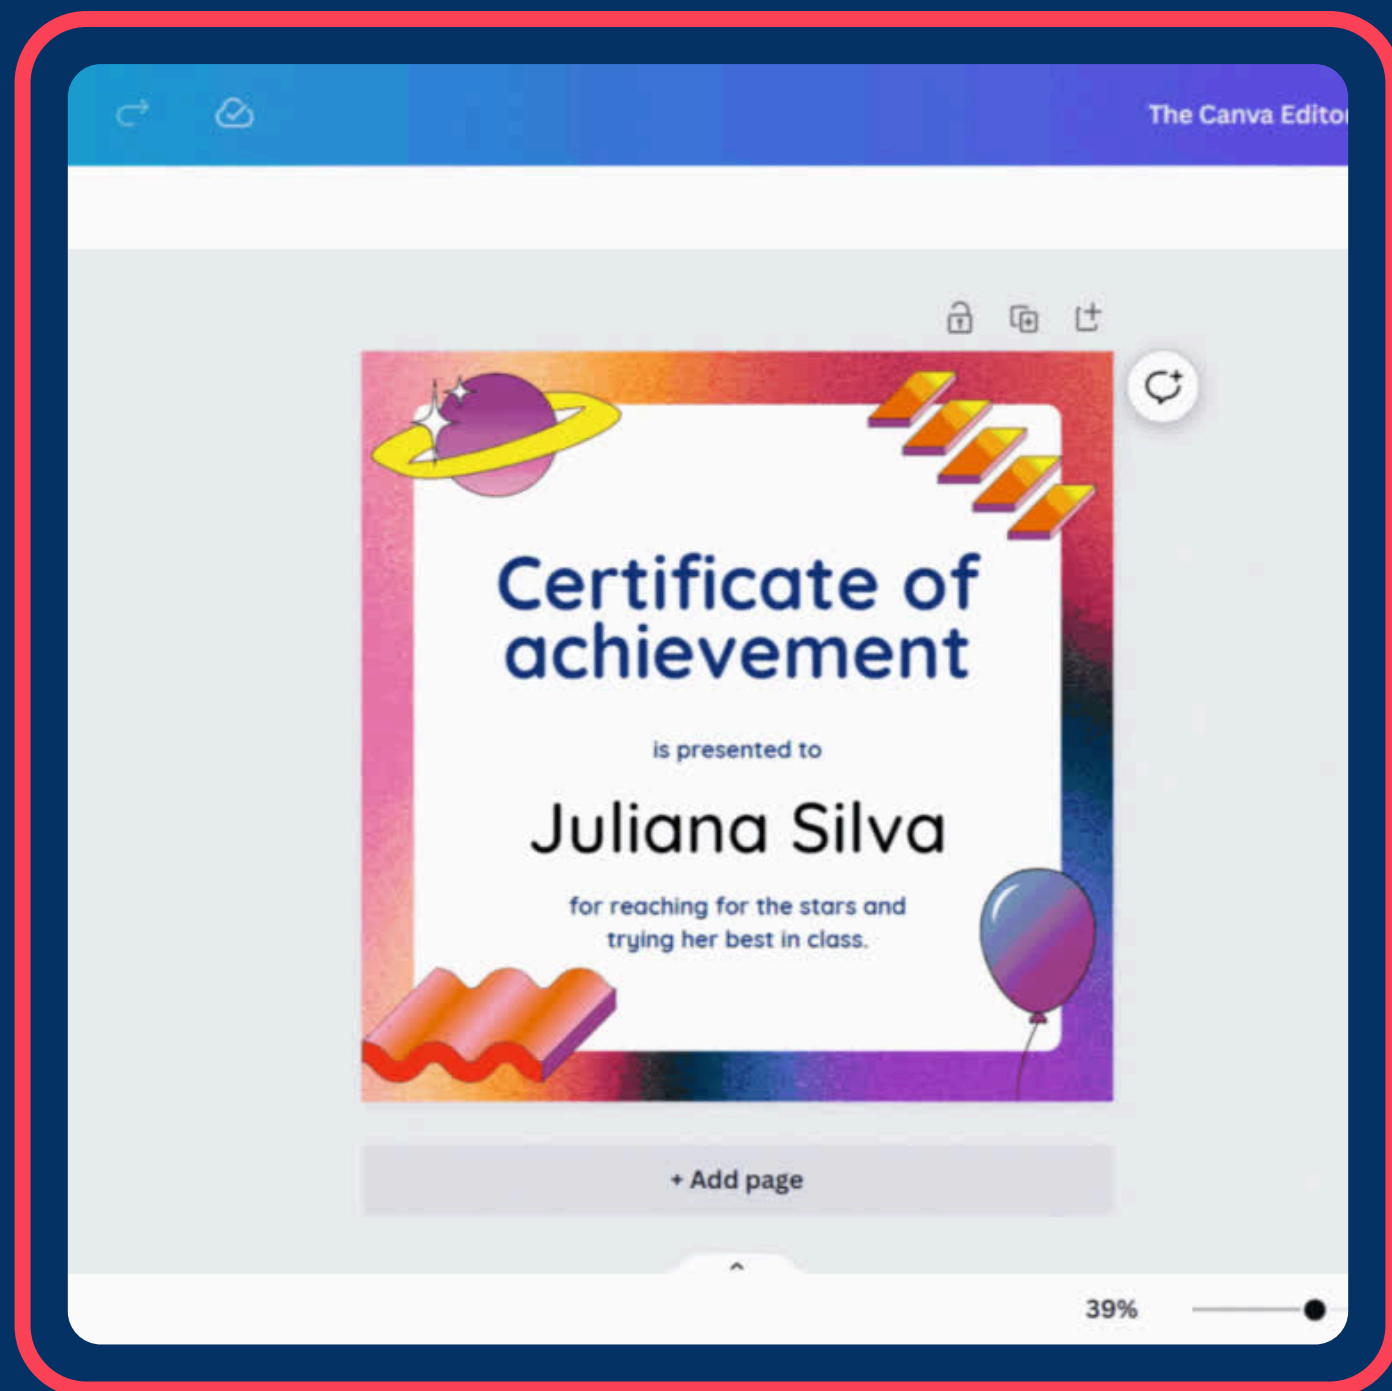 The Canva Editor
Certificate of
achievement
is presented to
Juliana Silva
for reaching for the stars and
trying her best in class.
+ Add page
39%